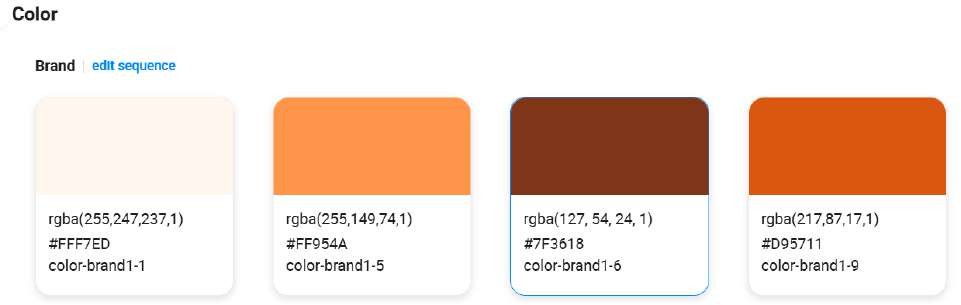 Color
Brand edit sequence
rgba(255,247,237,1)
#FFF7ED
color-brand1-1
rgba(255,149,74,1)
#FF954A
color-brand1-5
rgba(127, 54, 24, 1)
#7F3618
color-brand1-6
rgba(217,87,17,1)
#D95711
color-brand1-9